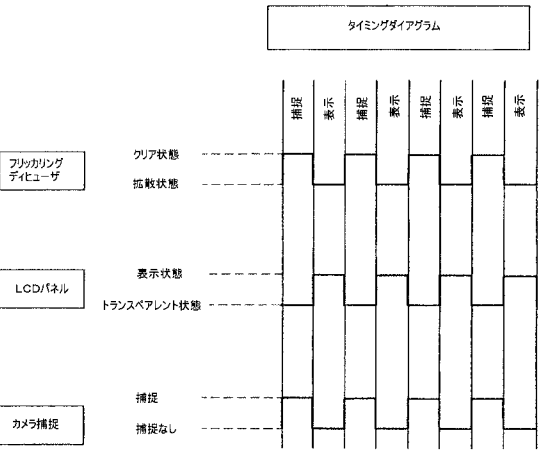 タイミングダイアグラム
捕捉
表示
捕捉
表示
捕捉
表示
捕捉
表示
フリッカリング
ディヒューザ
クリア状態
拡散状態
LCDパネル
表示状態
トランスペアレント状態
カメラ捕捉
捕捉
捕捉なし